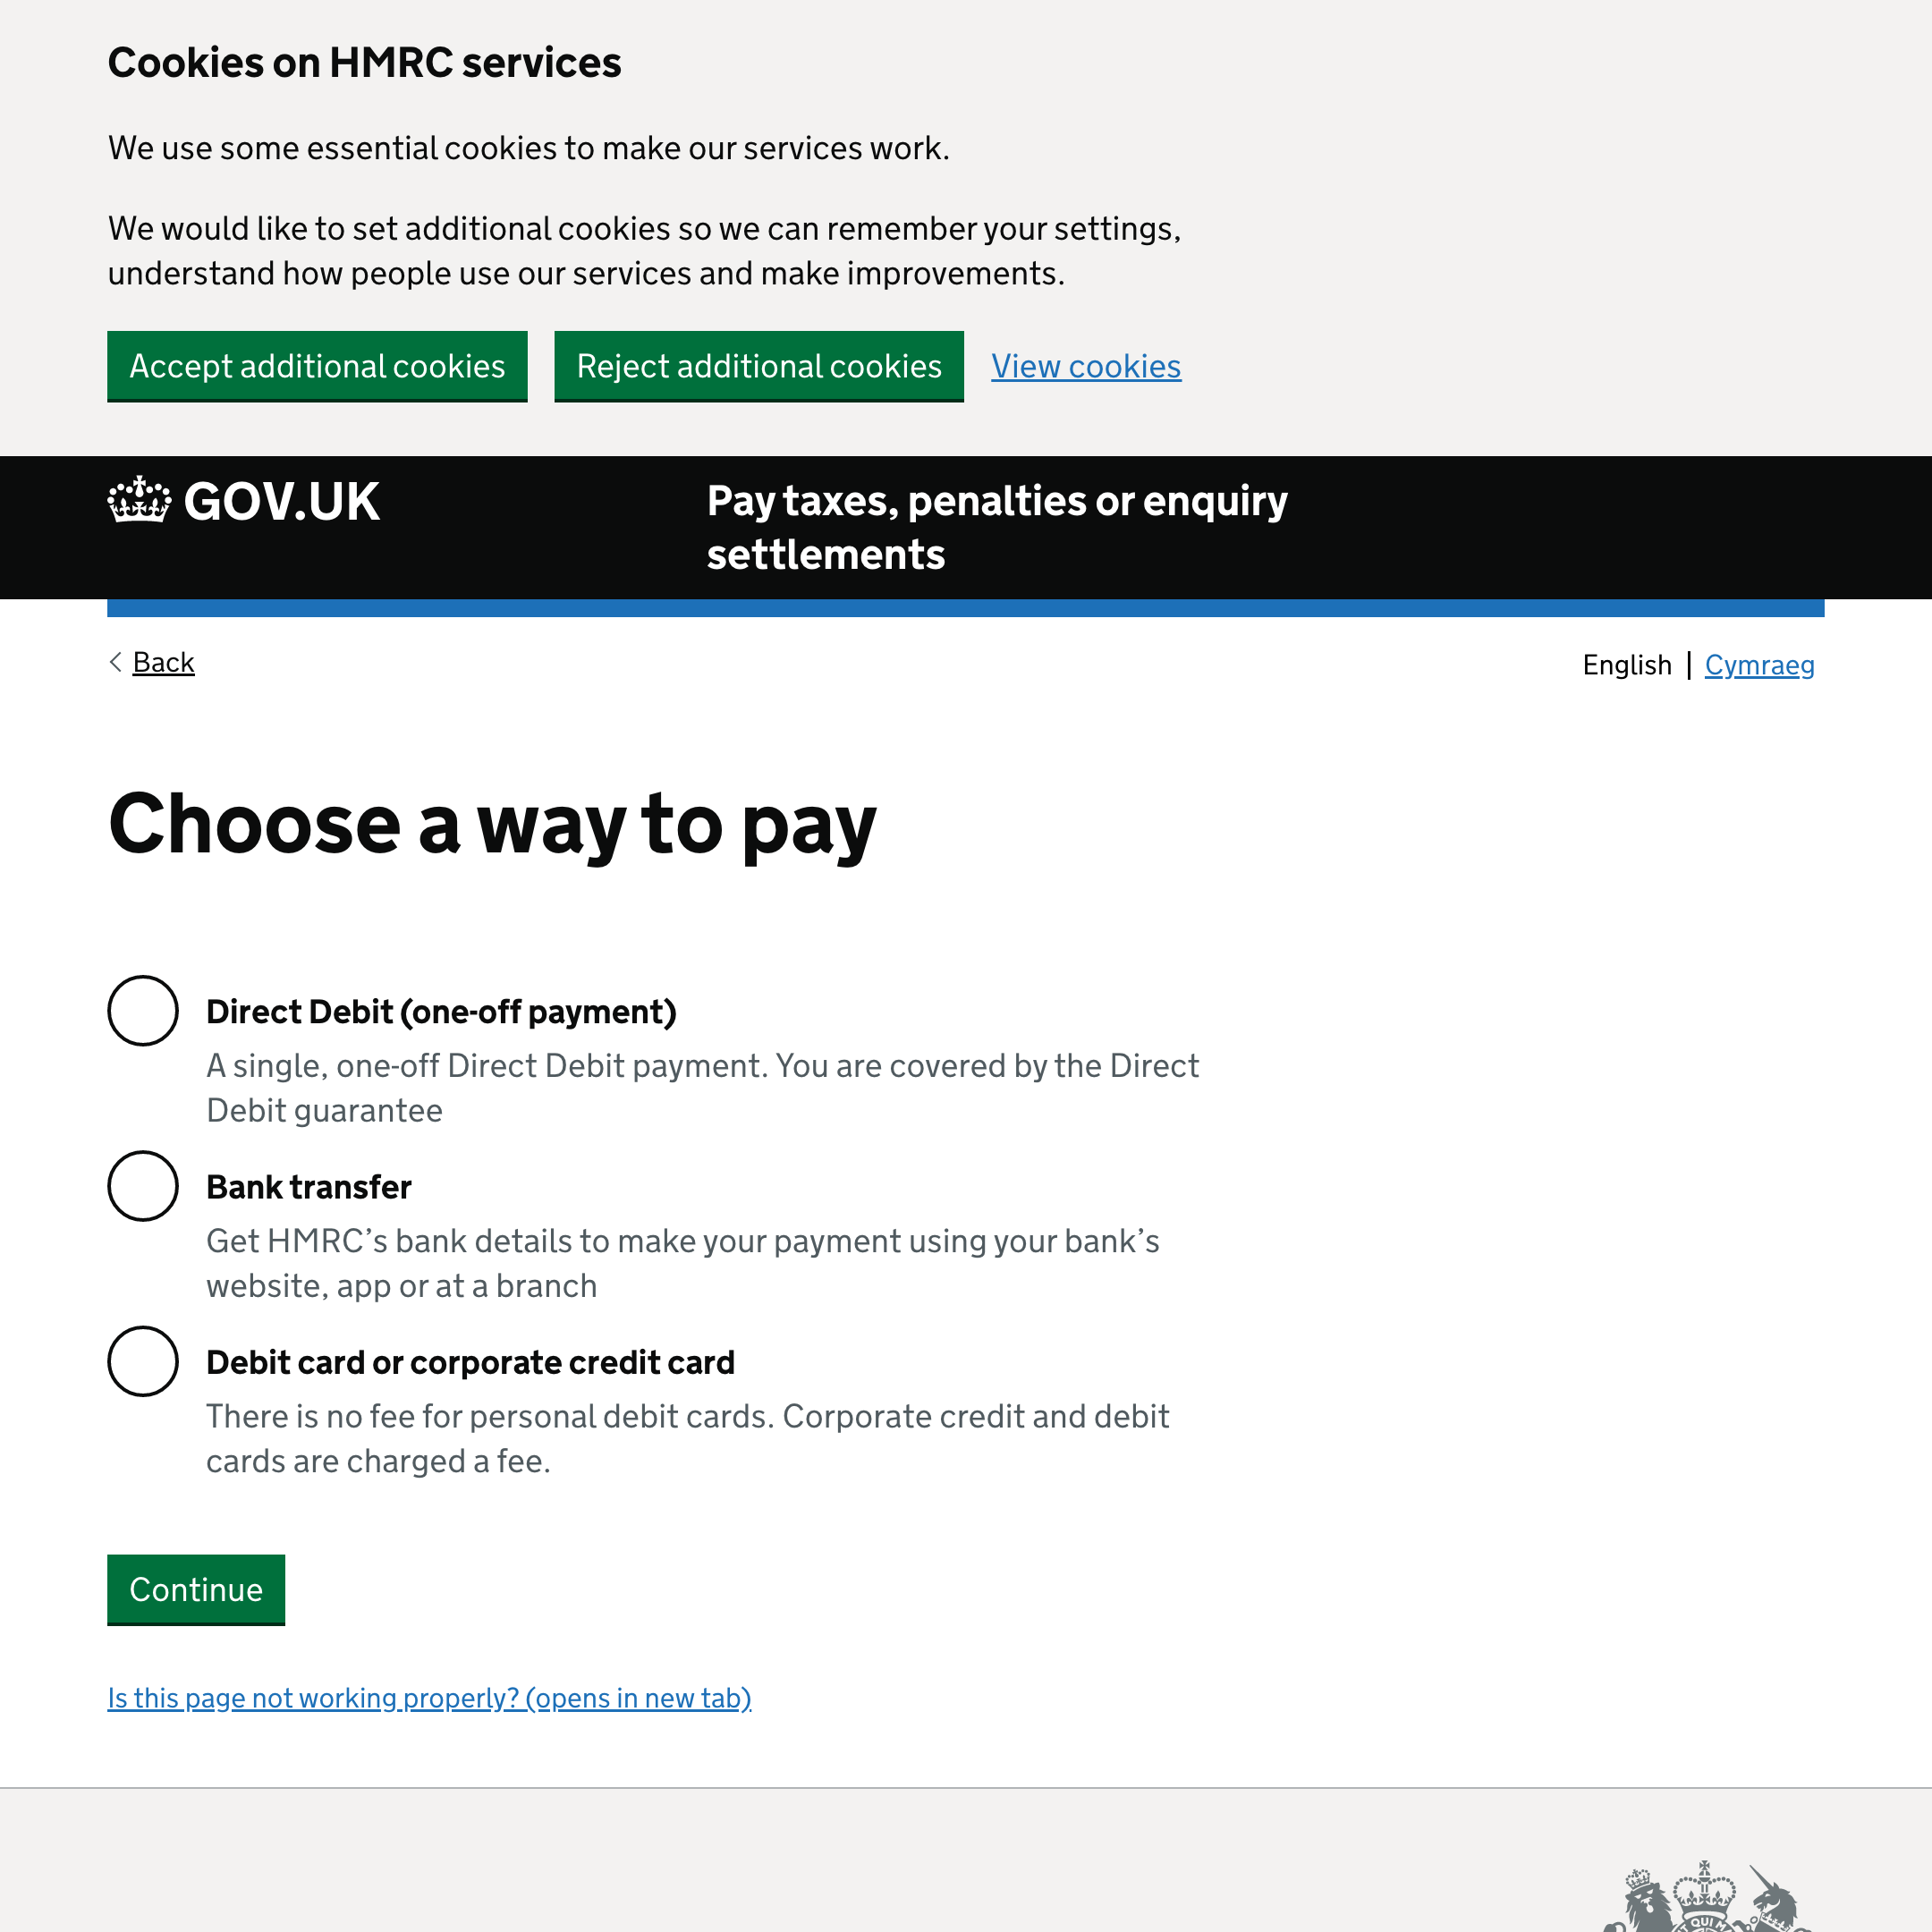 Cookies on HMRC services
We use some essential cookies to make our services work.
We would like to set additional cookies so we can remember your settings,
understand how people use our services and make improvements.
Accept additional cookies Reject additional cookies View cookies
GOV.UK Pay taxes, penalties or enquiry
settlements
Back English | Cymraeg
Choose a way to pay
Direct Debit (one-off payment)
A single, one-off Direct Debit payment. You are covered by the Direct
Debit guarantee
Bank transfer
Get HMRC’s bank details to make your payment using your bank’s
website, app or at a branch
Debit card or corporate credit card
There is no fee for personal debit cards. Corporate credit and debit
cards are charged a fee.
Continue
Is this page not working properly? (opens in new tab)
QUI M